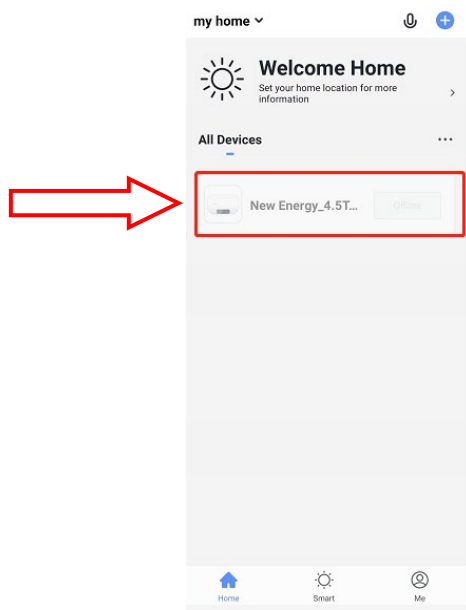 my home
Welcome Home
Set your home location for more
information
All Devices
New Energy_4.5T...
Offline
Home
Smart
Me